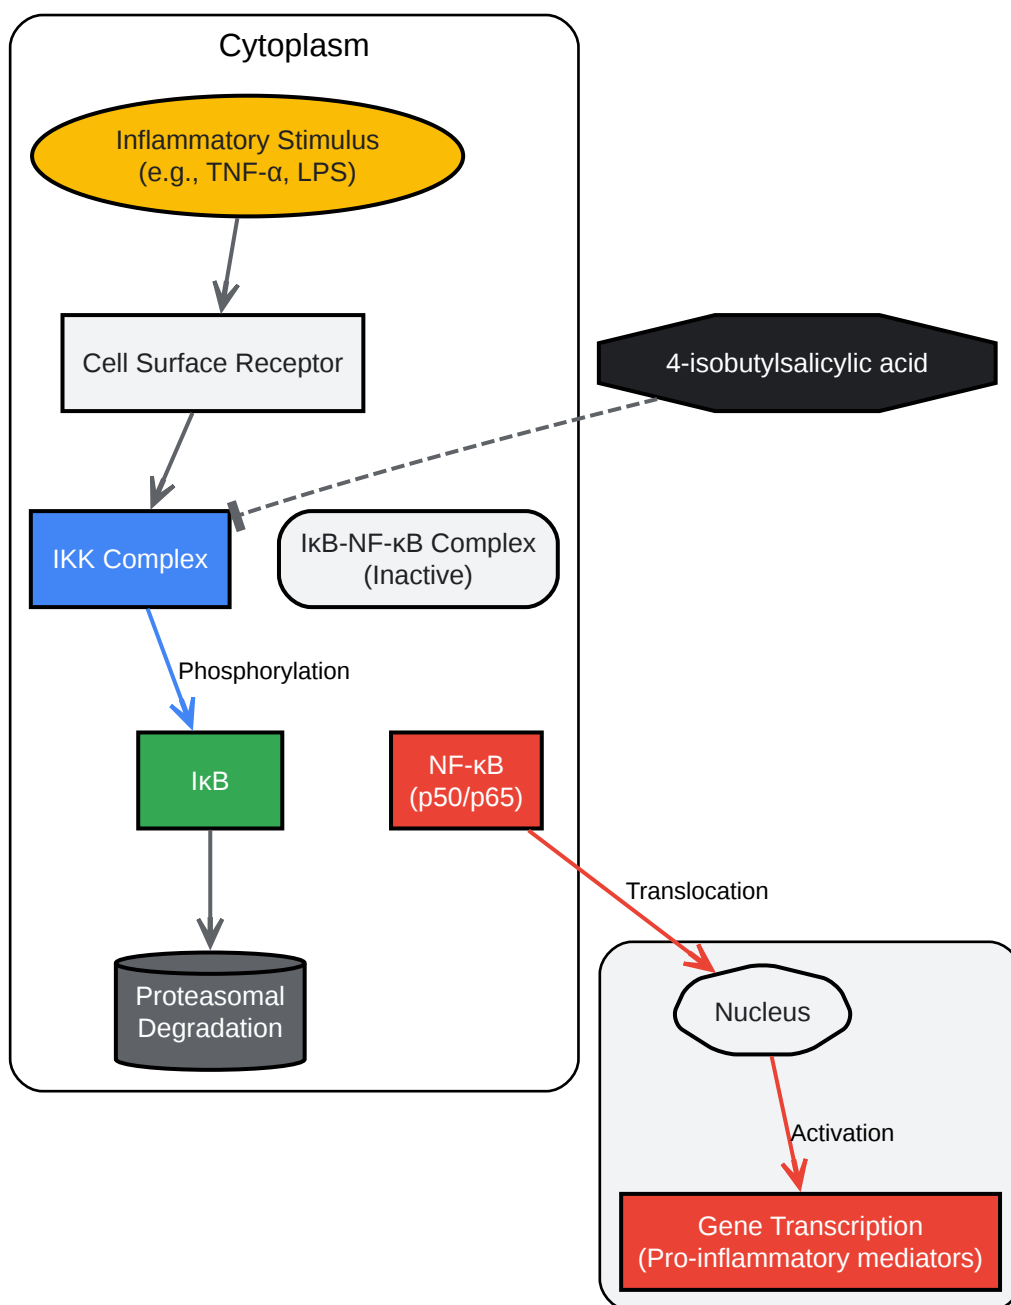 Cytoplasm
Inflammatory Stimulus
(e.g., TNF-α, LPS)
Cell Surface Receptor
4-isobutylsalicylic acid
IKK Complex
IκB-NF-κB Complex
(Inactive)
Phosphorylation
IκB
NF-κB
(p50/p65)
Translocation
Proteasomal
Degradation
Nucleus
Activation
Gene Transcription
(Pro-inflammatory mediators)